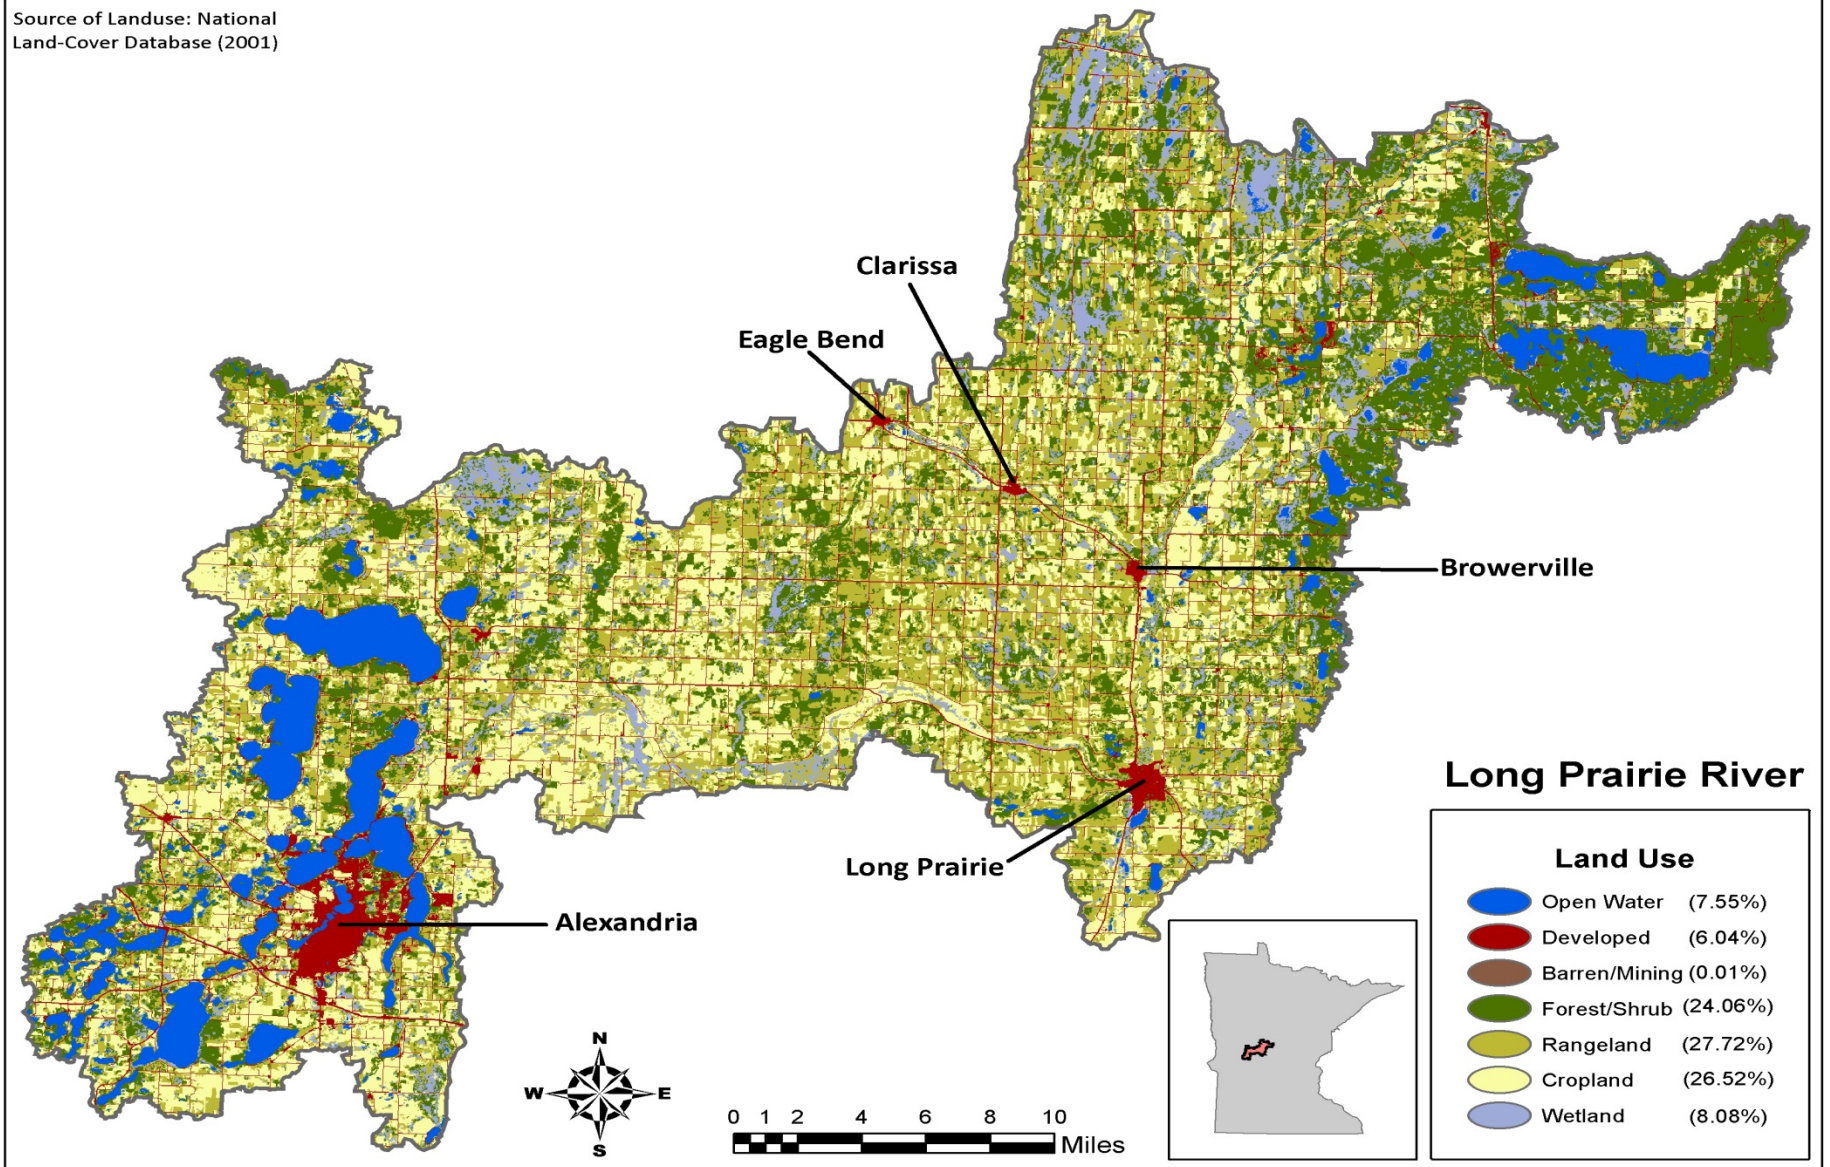 Source of Landuse: National
Land-Cover Database (2001)
Clarissa
Eagle Bend
Browerville
Long Prairie
Alexandria
Long Prairie River
Land Use
Open Water (7.55%)
Developed (6.04%)
Barren/Mining (0.01%)
Forest/Shrub (24.06%)
Rangeland (27.72%)
Cropland (26.52%)
Wetland (8.08%)
N
W E
S
0 1 2 4 6 8 10
Miles